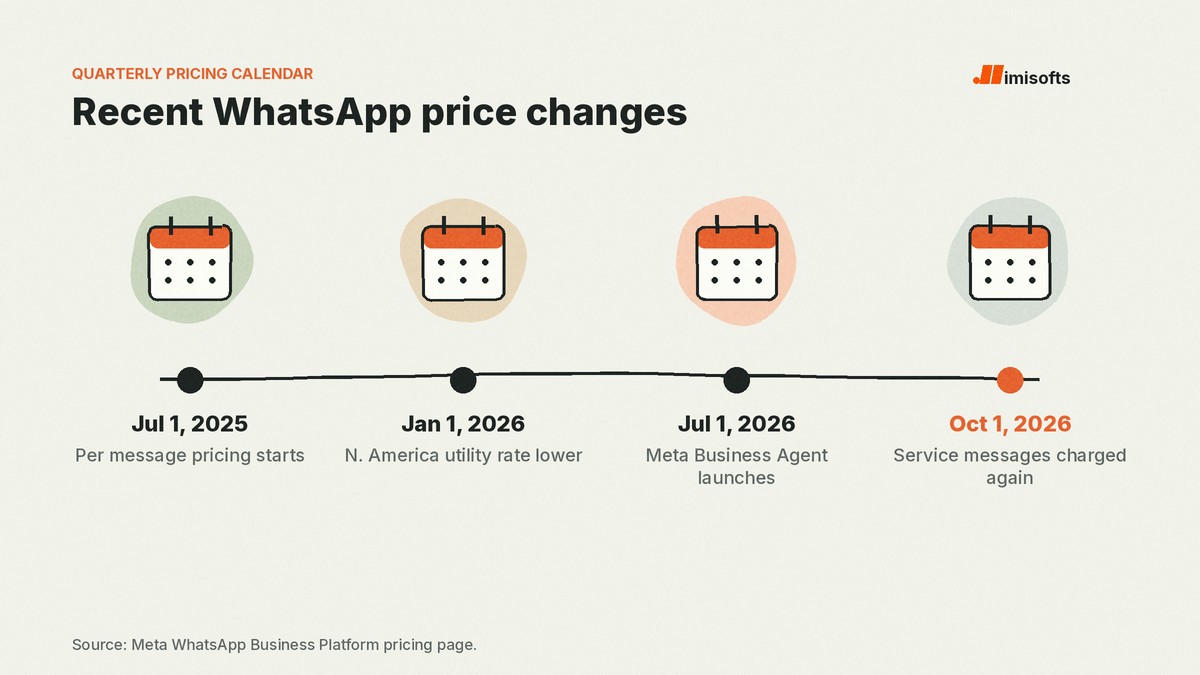 QUARTERLY PRICING CALENDAR
Recent WhatsApp price changes
imisofts
Jul 1, 2025
Per message pricing starts
Jan 1, 2026
N. America utility rate lower
Jul 1, 2026
Meta Business Agent
launches
Oct 1, 2026
Service messages charged
again
Source: Meta WhatsApp Business Platform pricing page.